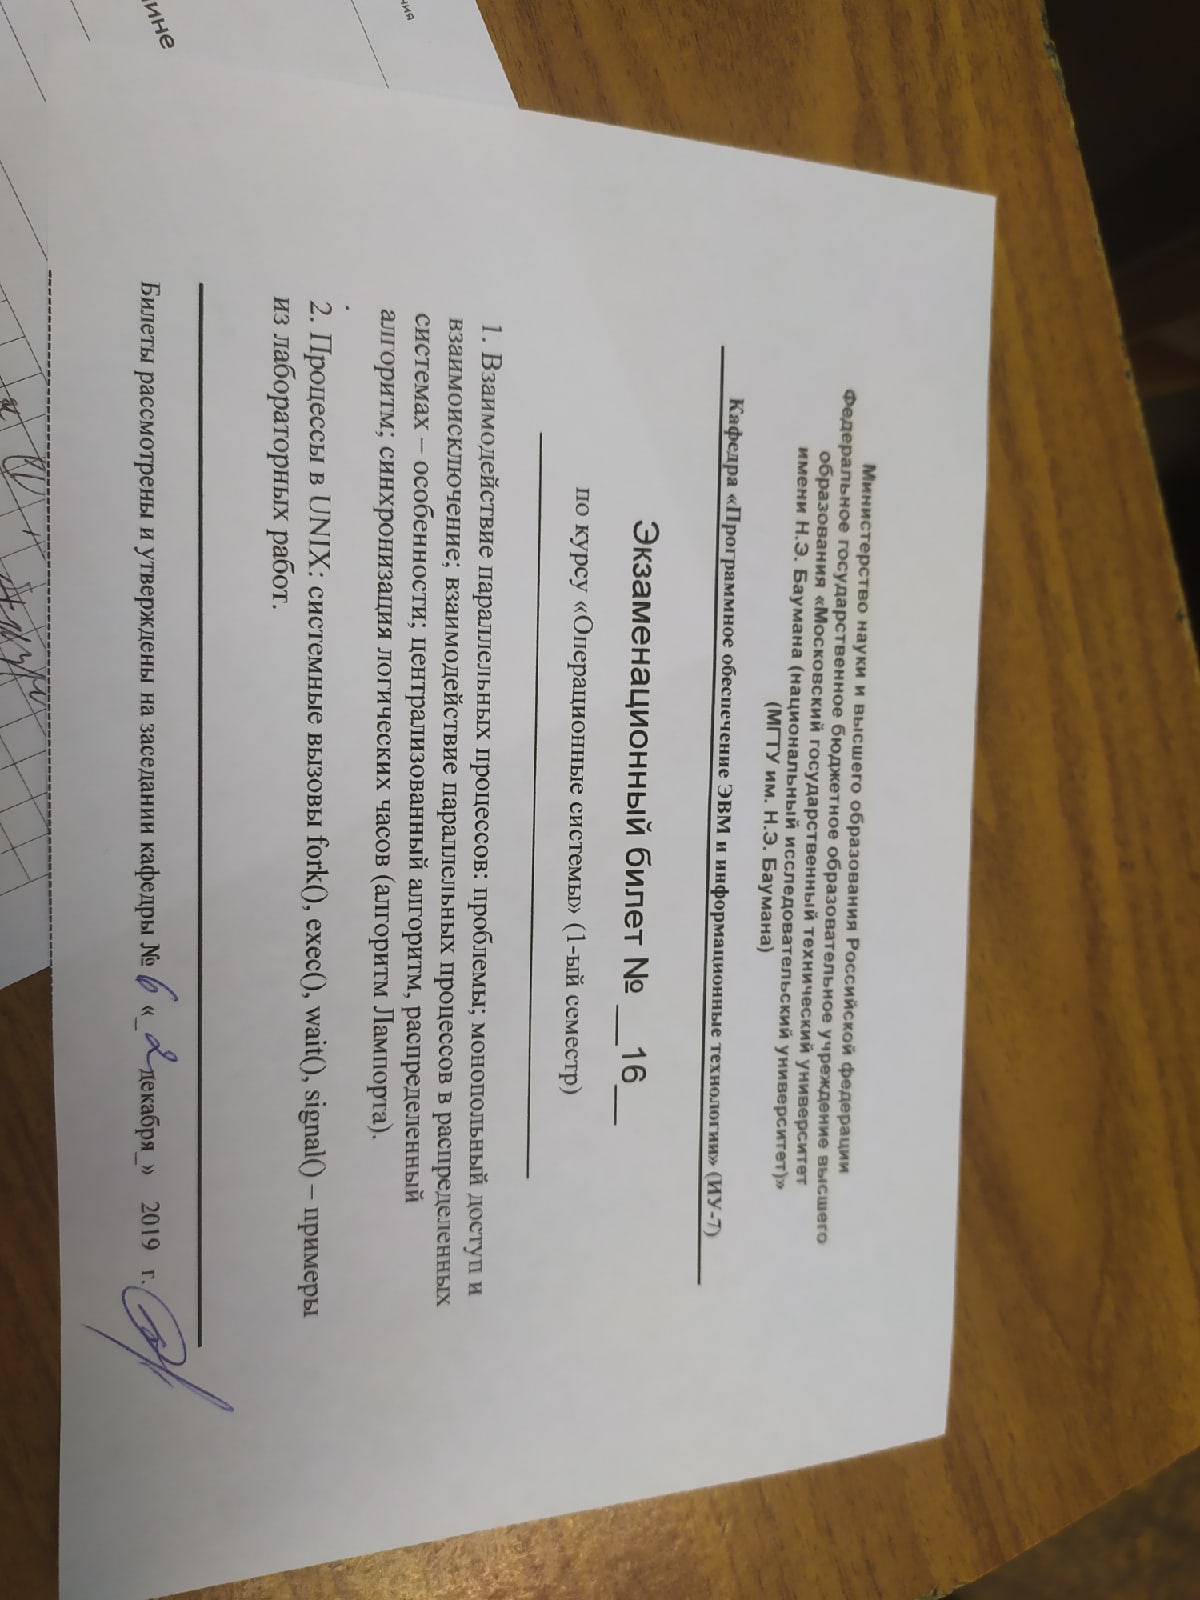 Министерство науки и высшего образования Российской федерации
Федеральное государственное бюджетное образовательное учреждение высшего
образования «Московский государственный технический университет
имени Н.Э. Баумана (национальный исследовательский университет)»
(МГТУ им. Н.Э. Баумана)
Кафедра «Программное обеспечение ЭВМ и информационные технологии» (ИУ-7)
Экзаменационный билет № __16__
по курсу «Операционные системы» (1-ый семестр)
1. Взаимодействие параллельных процессов: проблемы; монопольный доступ и
взаимоисключение; взаимодействие параллельных процессов в распределенных
системах – особенности; централизованный алгоритм, распределенный
алгоритм; синхронизация логических часов (алгоритм Лампорта).
.
2. Процессы в UNIX: системные вызовы fork(), exec(), wait(), signal() – примеры
из лабораторных работ.
Билеты рассмотрены и утверждены на заседании кафедры № 6 «_2 декабря_» 2019 г.